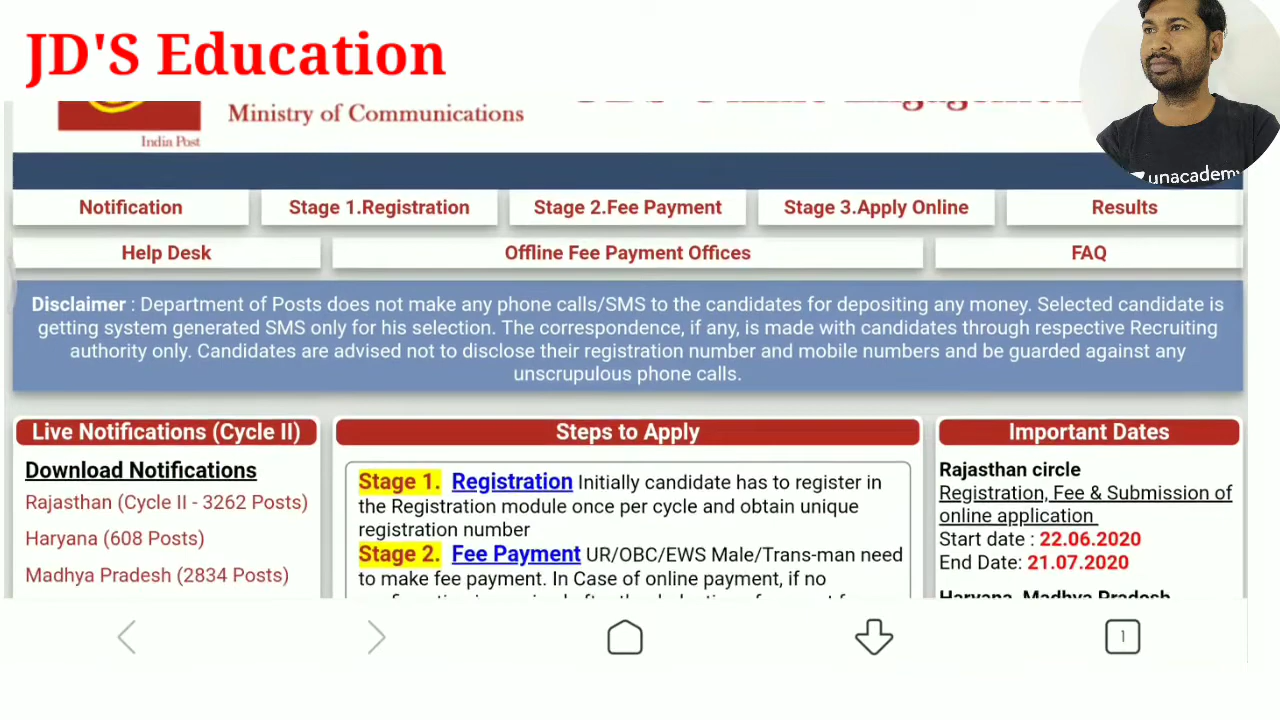 JD'S Education
Ministry of Communications
India Post
unacademy
Notification
Stage 1.Registration
Stage 2.Fee Payment
Stage 3.Apply Online
Results
Help Desk
Offline Fee Payment Offices
FAQ
Disclaimer : Department of Posts does not make any phone calls/SMS to the candidates for depositing any money. Selected candidate is
getting system generated SMS only for his selection. The correspondence, if any, is made with candidates through respective Recruiting
authority only. Candidates are advised not to disclose their registration number and mobile numbers and be guarded against any
unscrupulous phone calls.
Live Notifications (Cycle II)
Download Notifications
Rajasthan (Cycle II - 3262 Posts)
Haryana (608 Posts)
Madhya Pradesh (2834 Posts)
Steps to Apply
Stage 1. Registration Initially candidate has to register in
the Registration module once per cycle and obtain unique
registration number
Stage 2. Fee Payment UR/OBC/EWS Male/Trans-man need
to make fee payment. In Case of online payment, if no
Important Dates
Rajasthan circle
Registration, Fee & Submission of
online application
Start date : 22.06.2020
End Date: 21.07.2020
Haryana, Madhya Pradesh
1